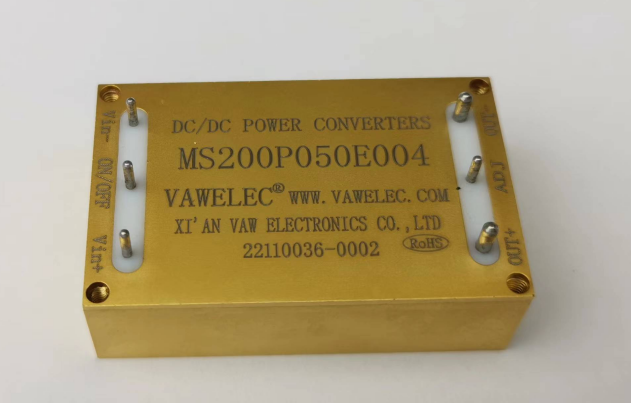 DC/DC POWER CONVERTERS
MS200P050E004
VAWELEC® WWW.VAWELEC.COM
XI'AN VAW ELECTRONICS CO.,LTD
22110036-0002 RoHS
Vin-
ON/OFF
Vin+
OUT-
ADJ
OUT+